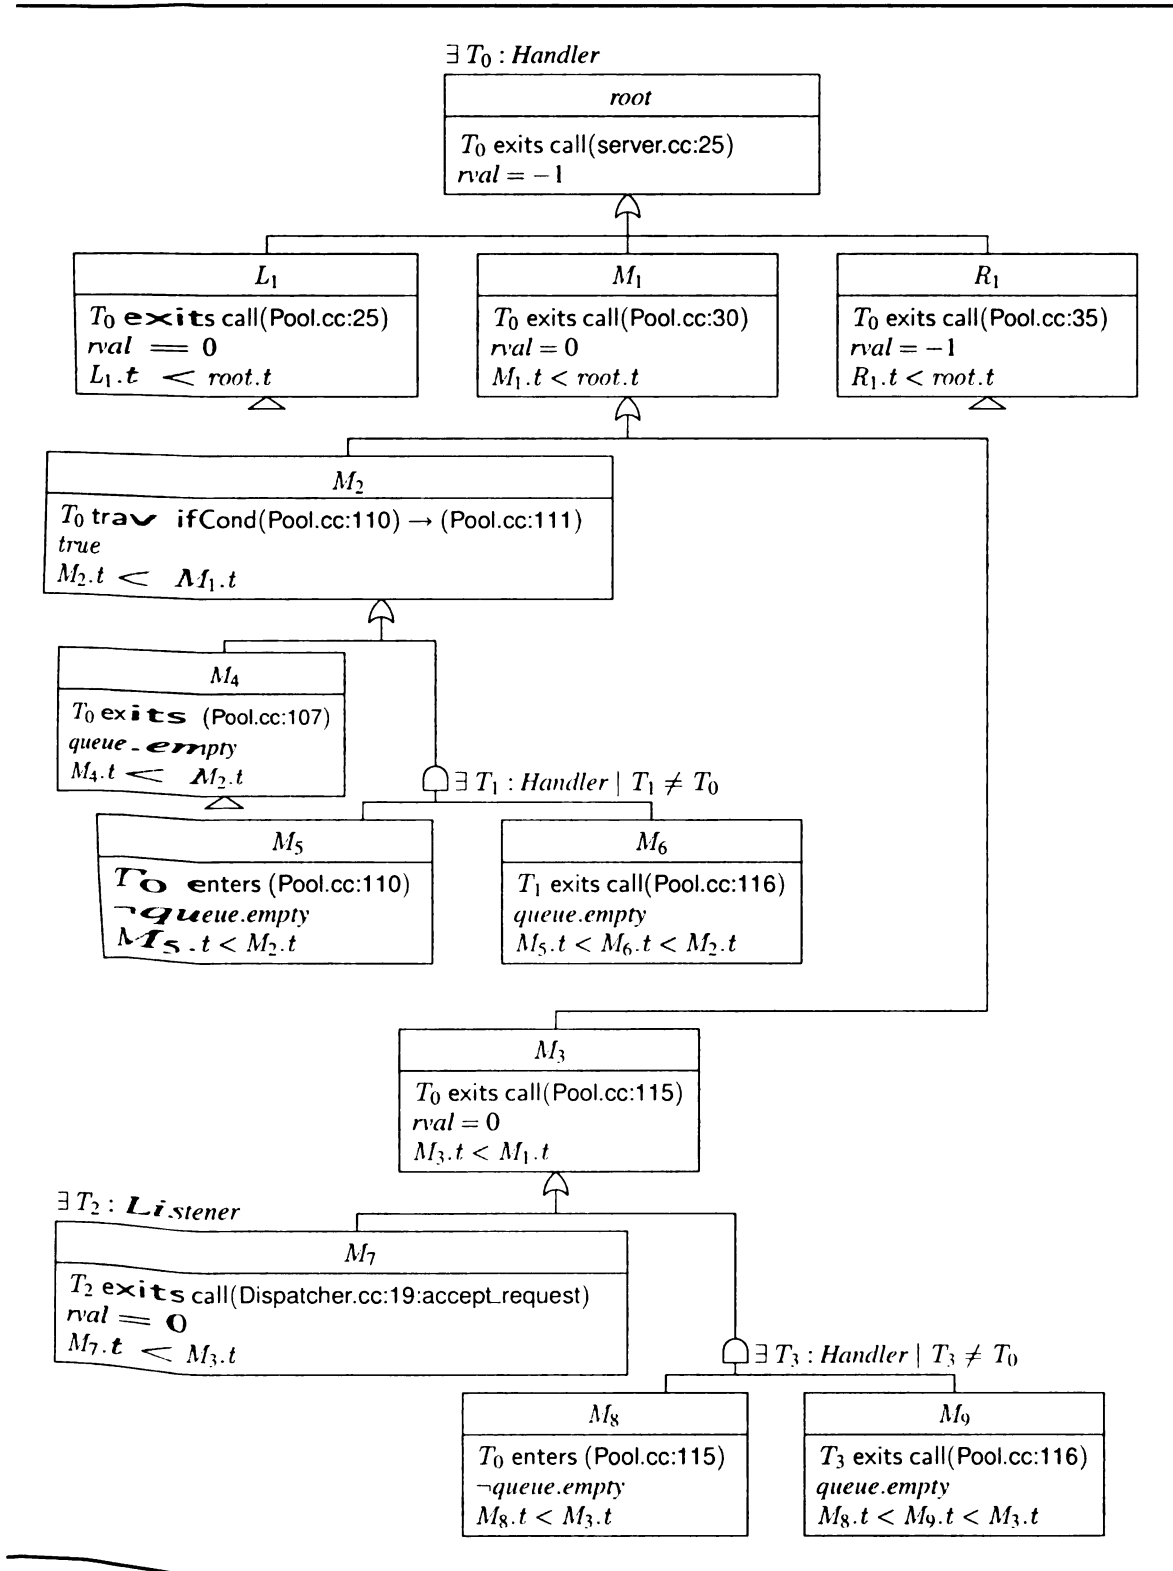 ∃ T₀ : Handler
root
T₀ exits call(server.cc:25)
rval = −1
L₁
T₀ exits call(Pool.cc:25)
rval = 0
L₁.t < root.t
M₁
T₀ exits call(Pool.cc:30)
rval = 0
M₁.t < root.t
R₁
T₀ exits call(Pool.cc:35)
rval = −1
R₁.t < root.t
M₂
T₀ trav ifCond(Pool.cc:110) → (Pool.cc:111)
true
M₂.t < M₁.t
M₄
T₀ exits (Pool.cc:107)
queue.empty
M₄.t < M₂.t
∃ T₁ : Handler | T₁ ≠ T₀
M₅
T₀ enters (Pool.cc:110)
¬queue.empty
M₅.t < M₂.t
M₆
T₁ exits call(Pool.cc:116)
queue.empty
M₅.t < M₆.t < M₂.t
M₃
T₀ exits call(Pool.cc:115)
rval = 0
M₃.t < M₁.t
∃ T₂ : Listener
M₇
T₂ exits call(Dispatcher.cc:19:accept_request)
rval = 0
M₇.t < M₃.t
∃ T₃ : Handler | T₃ ≠ T₀
M₈
T₀ enters (Pool.cc:115)
¬queue.empty
M₈.t < M₃.t
M₉
T₃ exits call(Pool.cc:116)
queue.empty
M₈.t < M₉.t < M₃.t